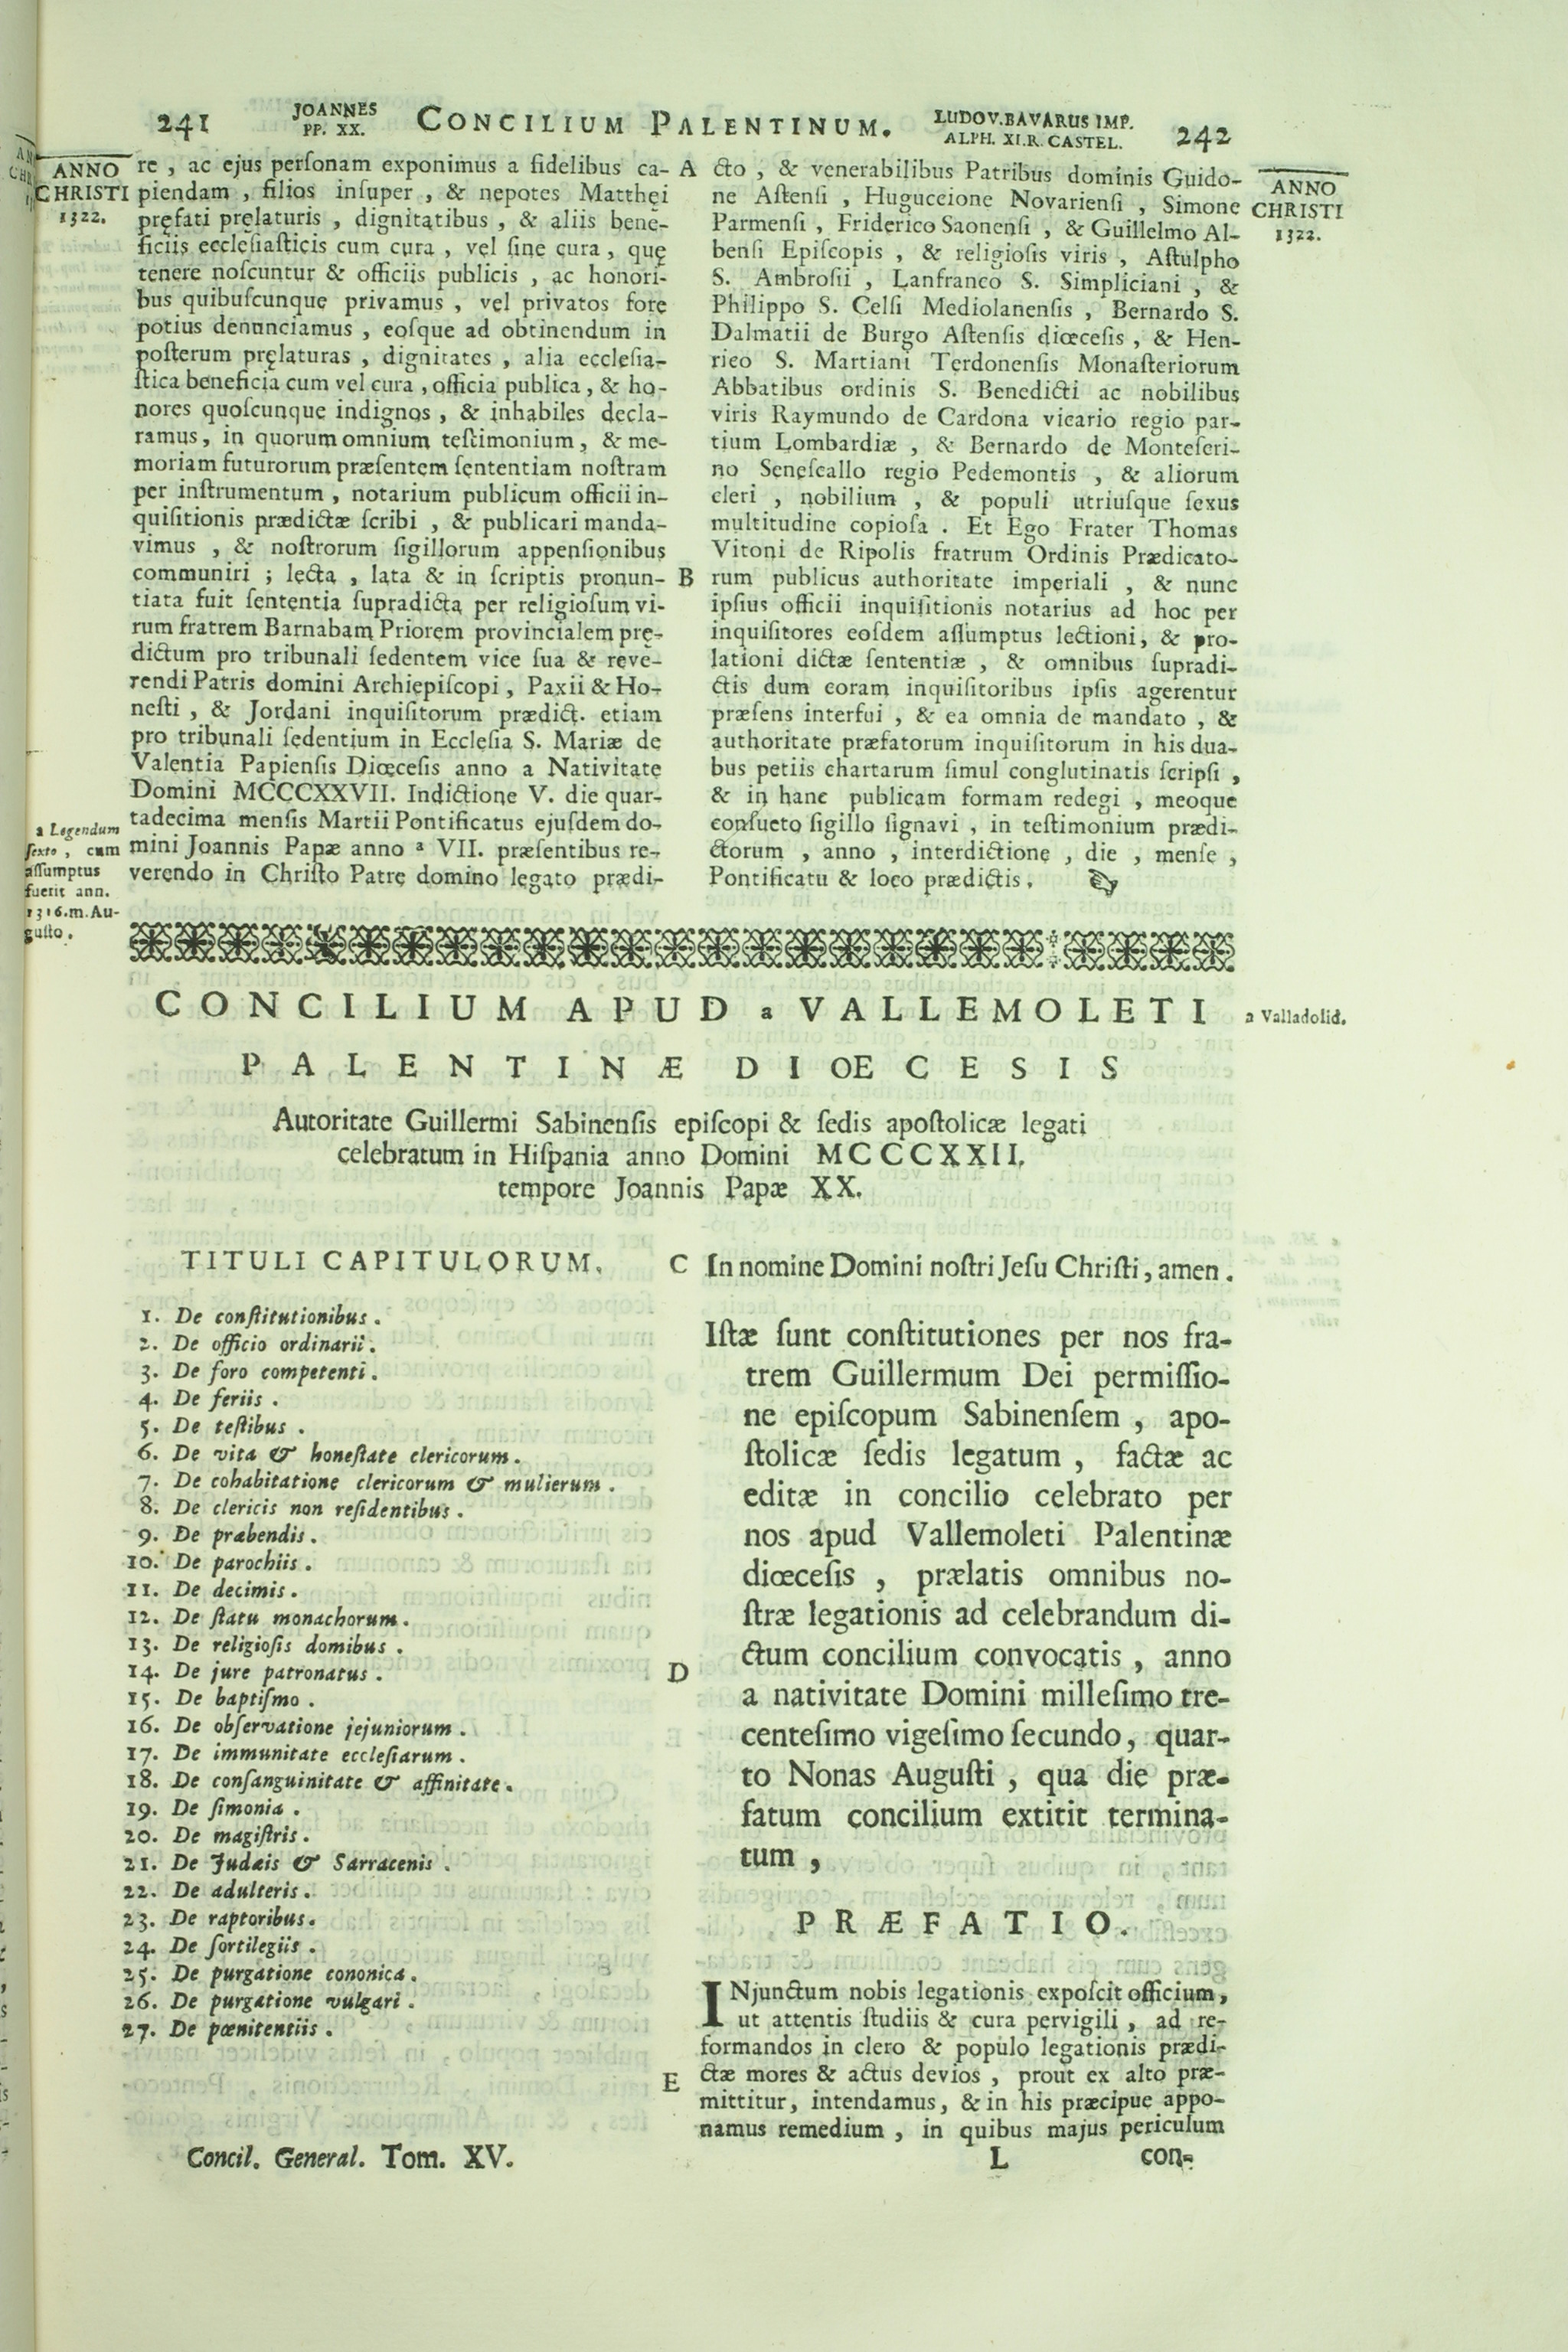 241
JOANNES
PP. XX.
CONCILIUM PALENTINUM.
LUDOV. BAVARUS IMP.
ALPH. XI. R. CASTEL.
242
ANNO
CHRISTI
1322.
re , ac ejus perſonam exponimus a fidelibus ca-
piendam , filios inſuper , & nepotes Matthęi
pręfati pręlaturis , dignitatibus , & aliis bene-
ficiis eccleſiaſticis cum cura , vel ſine cura , quę
tenere noſcuntur & officiis publicis , ac honori-
bus quibuſcunque privamus , vel privatos fore
potius denunciamus , eoſque ad obtinendum in
poſterum pręlaturas , dignitates , alia eccleſia-
ſtica beneficia cum vel cura , officia publica , & ho-
nores quoſcunque indignos , & inhabiles decla-
ramus , in quorum omnium teſtimonium , & me-
moriam futurorum præſentem ſententiam noſtram
per inſtrumentum , notarium publicum officii in-
quiſitionis prædictæ ſcribi , & publicari manda-
vimus , & noſtrorum ſigillorum appenſionibus
communiri ; lecta , lata & in ſcriptis pronun-
tiata fuit ſententia ſupradicta per religioſum vi-
rum fratrem Barnabam Priorem provincialem prę-
dictum pro tribunali ſedentem vice ſua & reve-
rendi Patris domini Archiepiſcopi , Paxii & Ho-
neſti , & Jordani inquiſitorum prædict. etiam
pro tribunali ſedentium in Eccleſia S. Mariæ de
Valentia Papienſis Diœceſis anno a Nativitate
Domini MCCCXXVII. Indictione V. die quar-
tadecima menſis Martii Pontificatus ejuſdem do-
mini Joannis Papæ anno a VII. præſentibus re-
verendo in Chriſto Patre domino legato prædi-
a Legendum
ſexto , cum
aſſumptus
fuerit ann.
1316. m. Au-
guſto.
A
B
cto , & venerabilibus Patribus dominis Guido-
ne Aſtenſi , Huguccione Novarienſi , Simone
Parmenſi , Friderico Saonenſi , & Guillelmo Al-
benſi Epiſcopis , & religioſis viris , Aſtulpho
S. Ambroſii , Lanfranco S. Simpliciani , &
Philippo S. Celſi Mediolanenſis , Bernardo S.
Dalmatii de Burgo Aſtenſis diœceſis , & Hen-
rico S. Martiani Terdonenſis Monaſteriorum
Abbatibus ordinis S. Benedicti ac nobilibus
viris Raymundo de Cardona vicario regio par-
tium Lombardiæ , & Bernardo de Monteſeri-
no Seneſcallo regio Pedemontis , & aliorum
cleri , nobilium , & populi utriuſque ſexus
multitudine copioſa . Et Ego Frater Thomas
Vitoni de Ripolis fratrum Ordinis Prædicato-
rum publicus authoritate imperiali , & nunc
ipſius officii inquiſitionis notarius ad hoc per
inquiſitores eoſdem aſſumptus lectioni, & pro-
lationi dictæ ſententiæ , & omnibus ſupradi-
ctis dum coram inquiſitoribus ipſis agerentur
præſens interfui , & ea omnia de mandato , &
authoritate præfatorum inquiſitorum in his dua-
bus petiis chartarum ſimul conglutinatis ſcripſi ,
& in hanc publicam formam redegi , meoque
conſueto ſigillo ſignavi , in teſtimonium prædi-
ctorum , anno , interdictione , die , menſe ,
Pontificatu & loco prædictis .
ANNO
CHRISTI
1322.
CONCILIUM APUD a VALLEMOLETI
a Valladolid.
PALENTINÆ DIOECESIS
Autoritate Guillermi Sabinenſis epiſcopi & ſedis apoſtolicæ legati
celebratum in Hiſpania anno Domini MCCCXXII.
tempore Joannis Papæ XX.
TITULI CAPITULORUM.
1. De conſtitutionibus .
2. De officio ordinarii .
3. De foro competenti .
4. De feriis .
5. De teſtibus .
6. De vita & honeſtate clericorum .
7. De cohabitatione clericorum & mulierum .
8. De clericis non reſidentibus .
9. De præbendis .
10. De parochiis .
11. De decimis .
12. De ſtatu monachorum .
13. De religioſis domibus .
14. De jure patronatus .
15. De baptiſmo .
16. De obſervatione jejuniorum .
17. De immunitate eccleſiarum .
18. De conſanguinitate & affinitate .
19. De ſimonia .
20. De magiſtris .
21. De Judæis & Sarracenis .
22. De adulteris .
23. De raptoribus .
24. De ſortilegiis .
25. De purgatione cononica .
26. De purgatione vulgari .
27. De pœnitentiis .
C
D
E
In nomine Domini noſtri Jeſu Chriſti , amen .
Iſtæ ſunt conſtitutiones per nos fra-
trem Guillermum Dei permiſſio-
ne epiſcopum Sabinenſem , apo-
ſtolicæ ſedis legatum , factæ ac
editæ in concilio celebrato per
nos apud Vallemoleti Palentinæ
diœceſis , prælatis omnibus no-
ſtræ legationis ad celebrandum di-
ctum concilium convocatis , anno
a nativitate Domini milleſimo tre-
centeſimo vigeſimo ſecundo, quar-
to Nonas Auguſti , qua die præ-
fatum concilium extitit termina-
tum ,
PRÆFATIO.
INjunctum nobis legationis expoſcit officium ,
ut attentis ſtudiis & cura pervigili , ad re-
formandos in clero & populo legationis prædi-
ctæ mores & actus devios , prout ex alto præ-
mittitur , intendamus , & in his præcipue appo-
namus remedium , in quibus majus periculum
Concil. General. Tom. XV.
L
con-